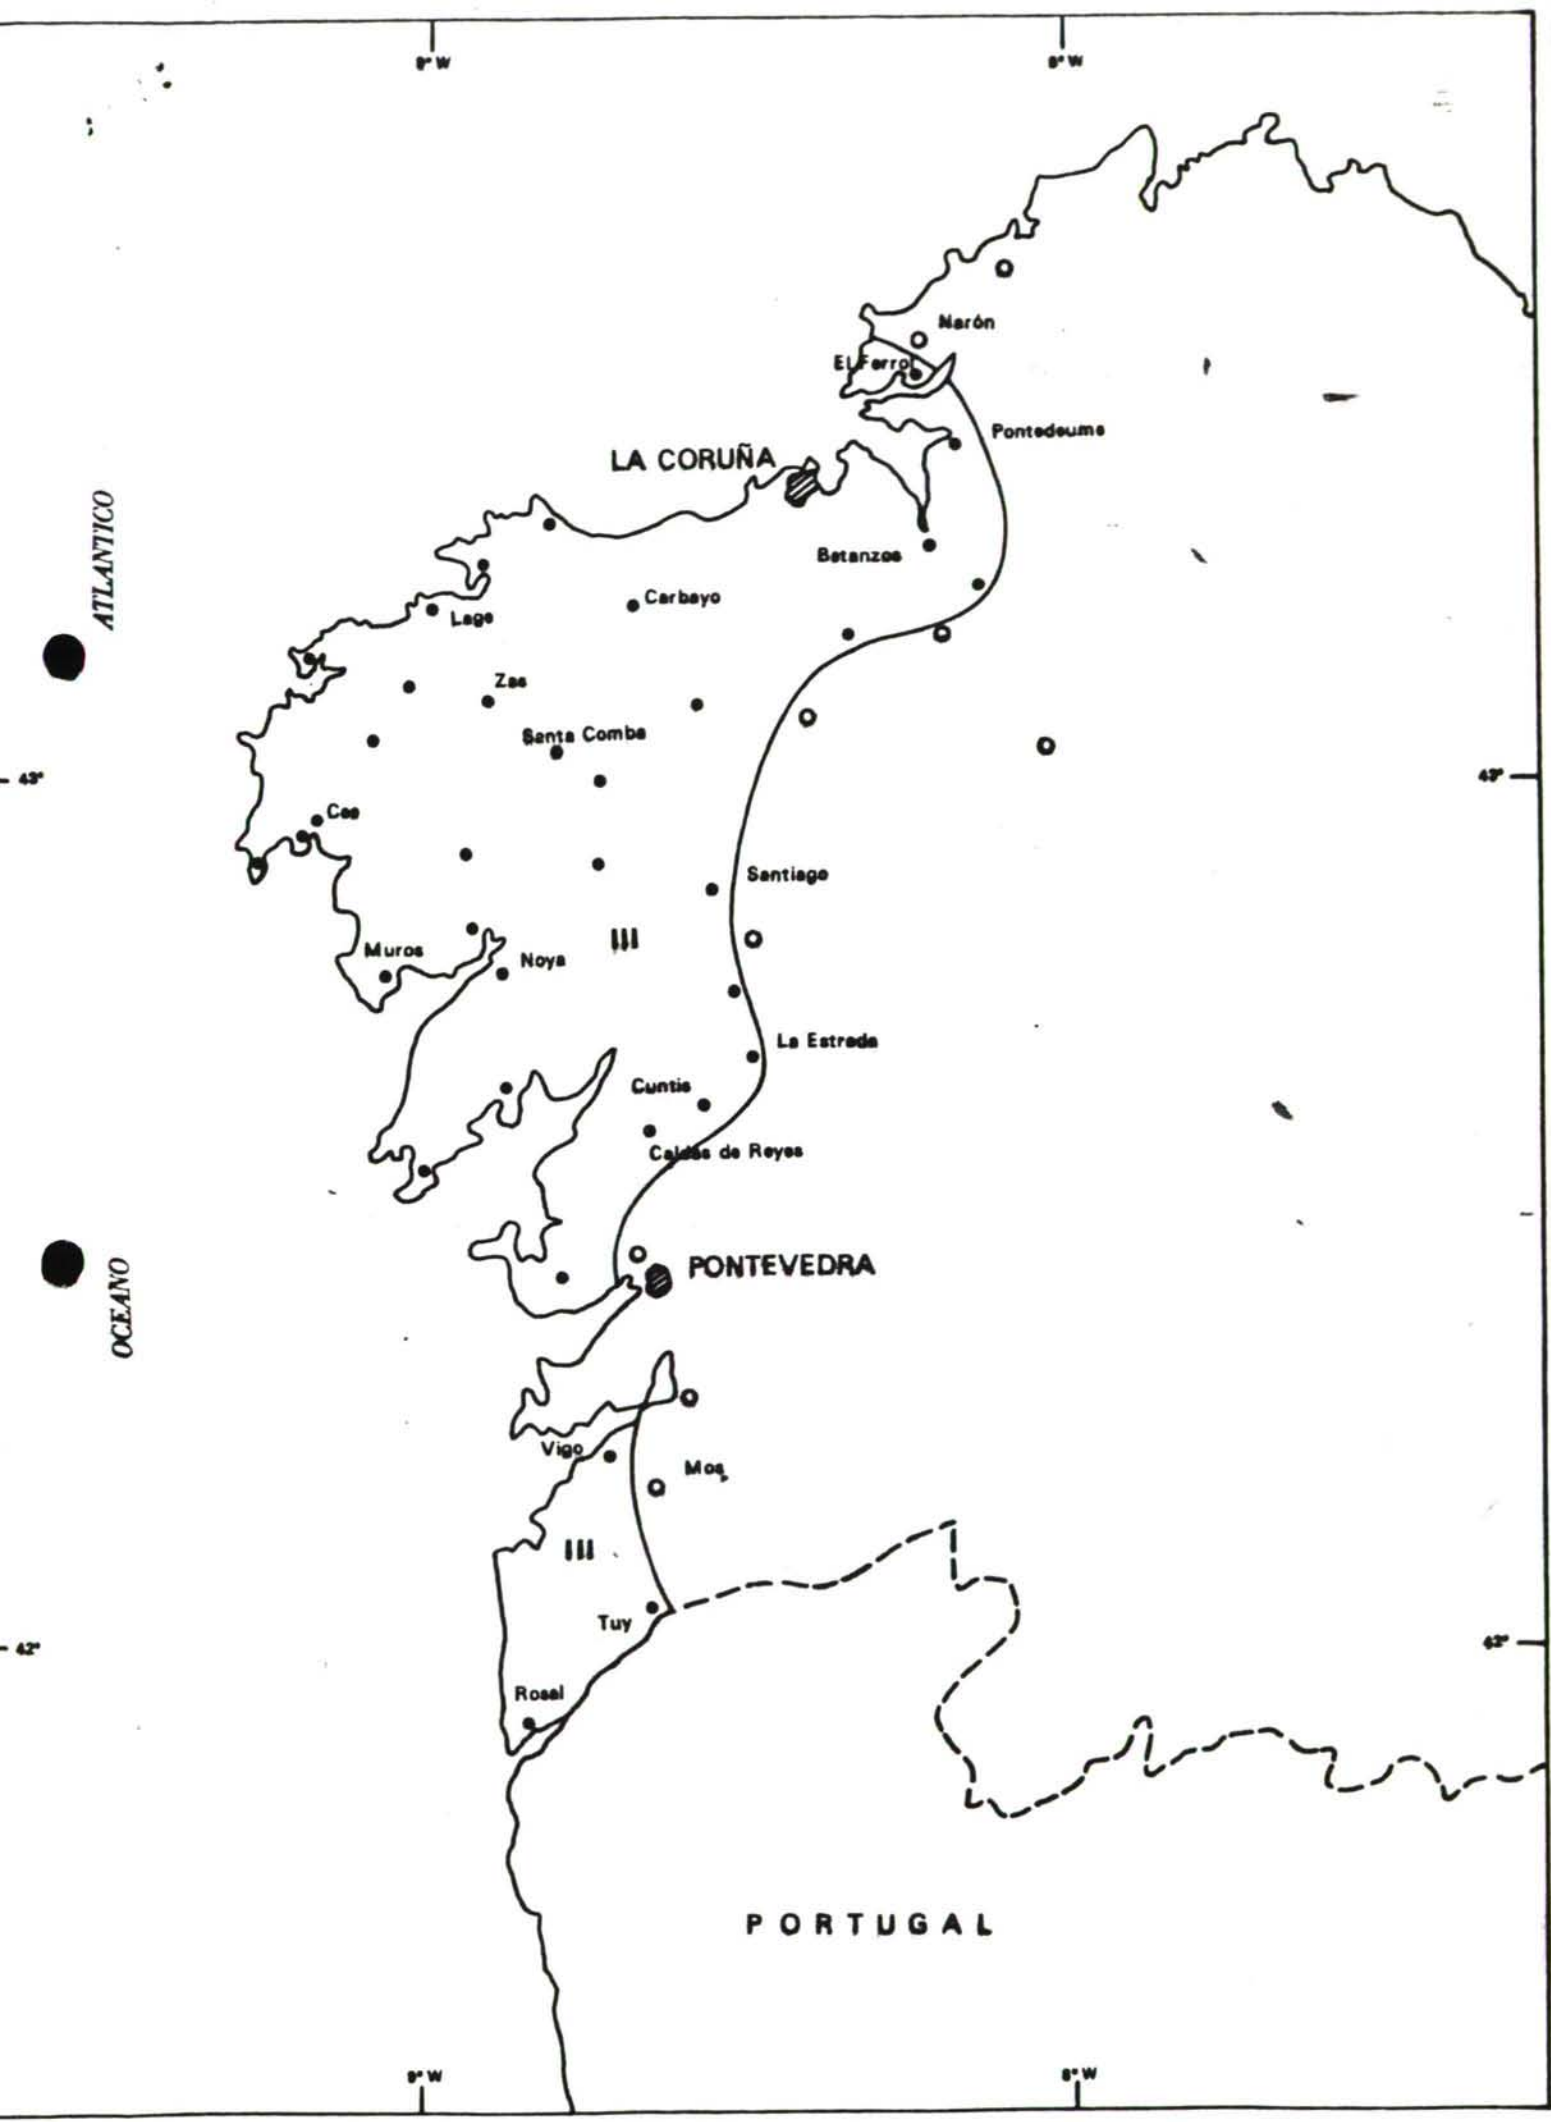 9° W 8° W
Narón
El Ferrol
Pontedeume
LA CORUÑA
ATLANTICO
Betanzos
Carbayo
Lage
Zas
Santa Comba
43° 43°
Cee
Santiago
III
Muros
Noya
La Estrada
Cuntis
Caldas de Reyes
OCEANO
PONTEVEDRA
Vigo
Mos
III
Tuy
42° 42°
Rosal
PORTUGAL
9° W 8° W